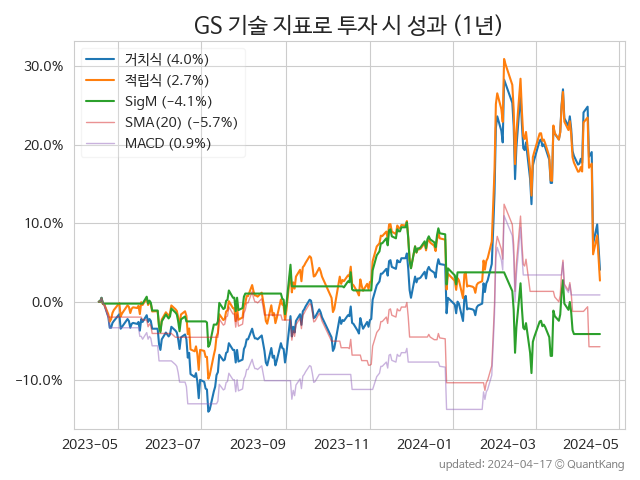 GS 기술 지표로 투자 시 성과 (1년)
거치식 (4.0%)
적립식 (2.7%)
SigM (−4.1%)
SMA(20) (−5.7%)
MACD (0.9%)
30.0%
20.0%
10.0%
0.0%
−10.0%
2023-05 2023-07 2023-09 2023-11 2024-01 2024-03 2024-05
updated: 2024-04-17 © QuantKang